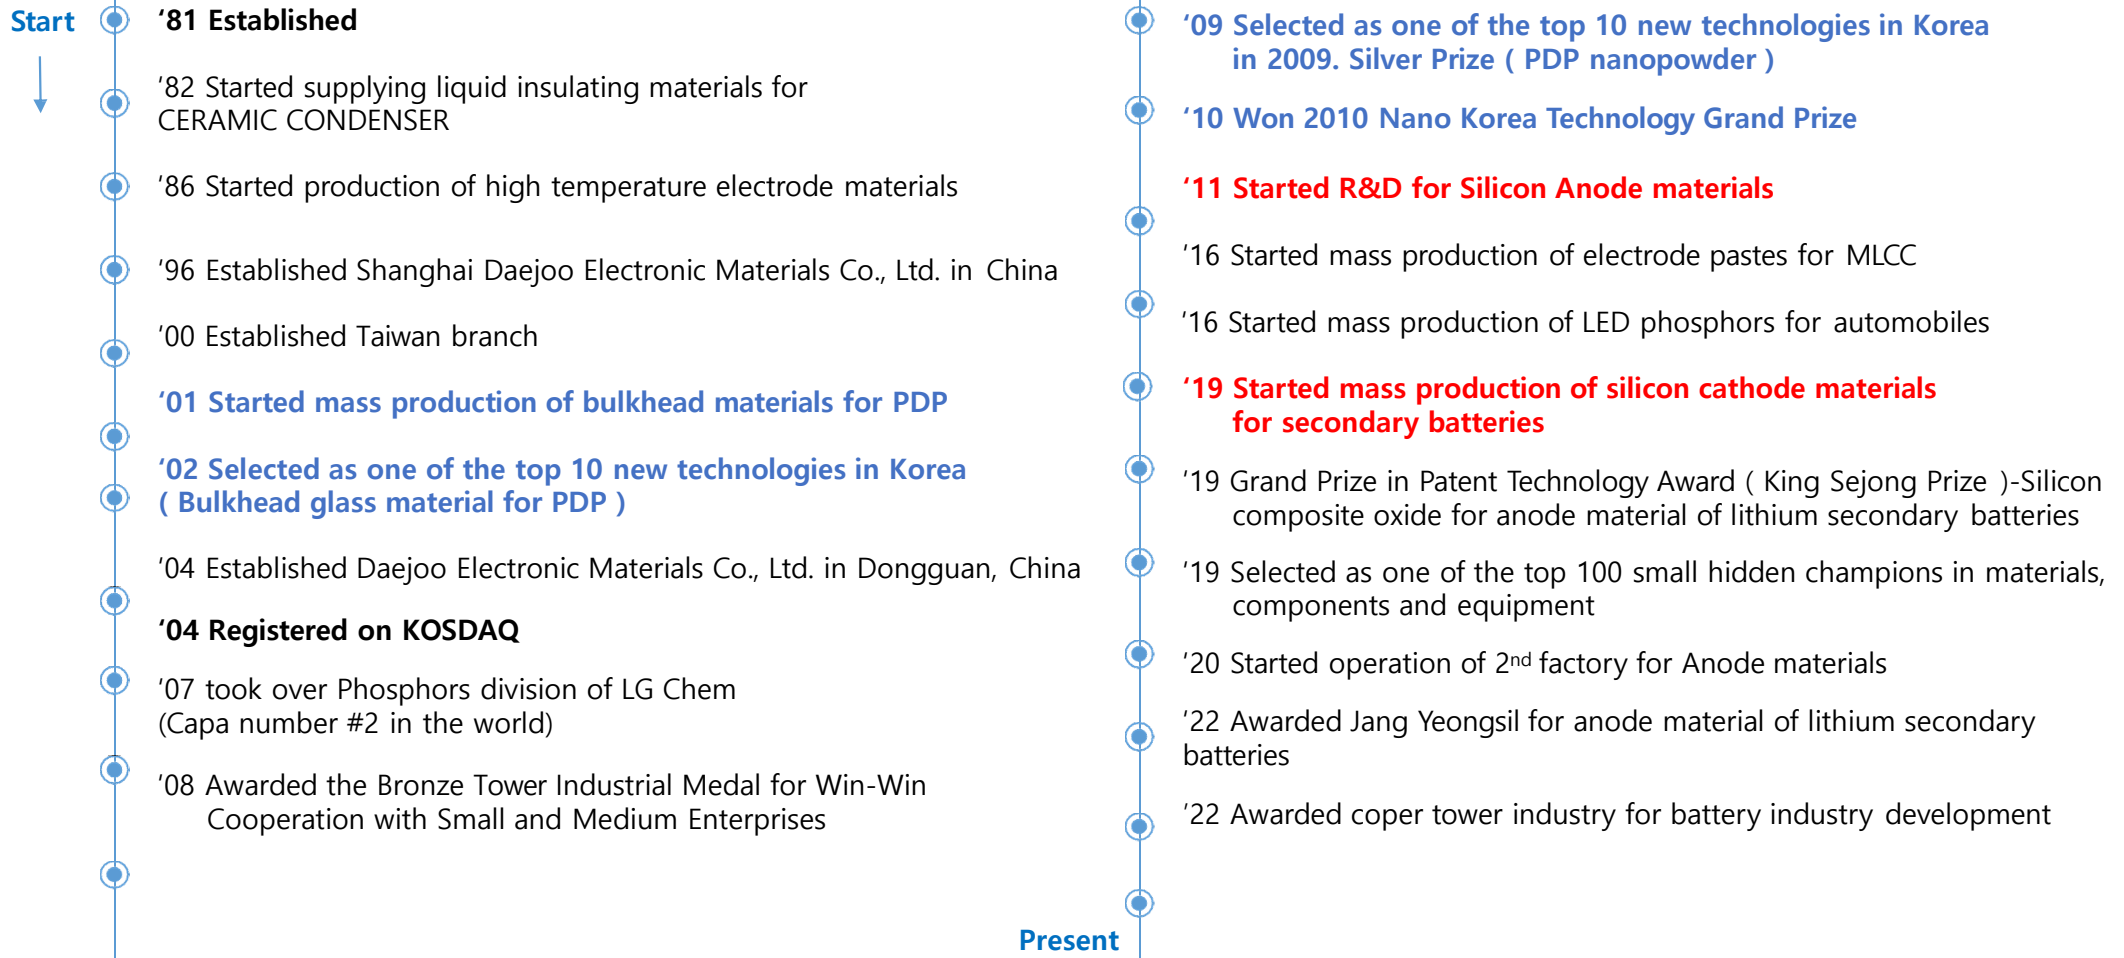 Start
‘81 Established
‘82 Started supplying liquid insulating materials for
CERAMIC CONDENSER
‘86 Started production of high temperature electrode materials
‘96 Established Shanghai Daejoo Electronic Materials Co., Ltd. in China
’00 Established Taiwan branch
‘01 Started mass production of bulkhead materials for PDP
‘02 Selected as one of the top 10 new technologies in Korea
( Bulkhead glass material for PDP )
’04 Established Daejoo Electronic Materials Co., Ltd. in Dongguan, China
‘04 Registered on KOSDAQ
’07 took over Phosphors division of LG Chem
(Capa number #2 in the world)
’08 Awarded the Bronze Tower Industrial Medal for Win-Win
Cooperation with Small and Medium Enterprises
‘09 Selected as one of the top 10 new technologies in Korea
in 2009. Silver Prize ( PDP nanopowder )
‘10 Won 2010 Nano Korea Technology Grand Prize
‘11 Started R&D for Silicon Anode materials
’16 Started mass production of electrode pastes for MLCC
‘16 Started mass production of LED phosphors for automobiles
‘19 Started mass production of silicon cathode materials
for secondary batteries
’19 Grand Prize in Patent Technology Award ( King Sejong Prize )-Silicon
composite oxide for anode material of lithium secondary batteries
’19 Selected as one of the top 100 small hidden champions in materials,
components and equipment
’20 Started operation of 2nd factory for Anode materials
’22 Awarded Jang Yeongsil for anode material of lithium secondary
batteries
’22 Awarded coper tower industry for battery industry development
Present